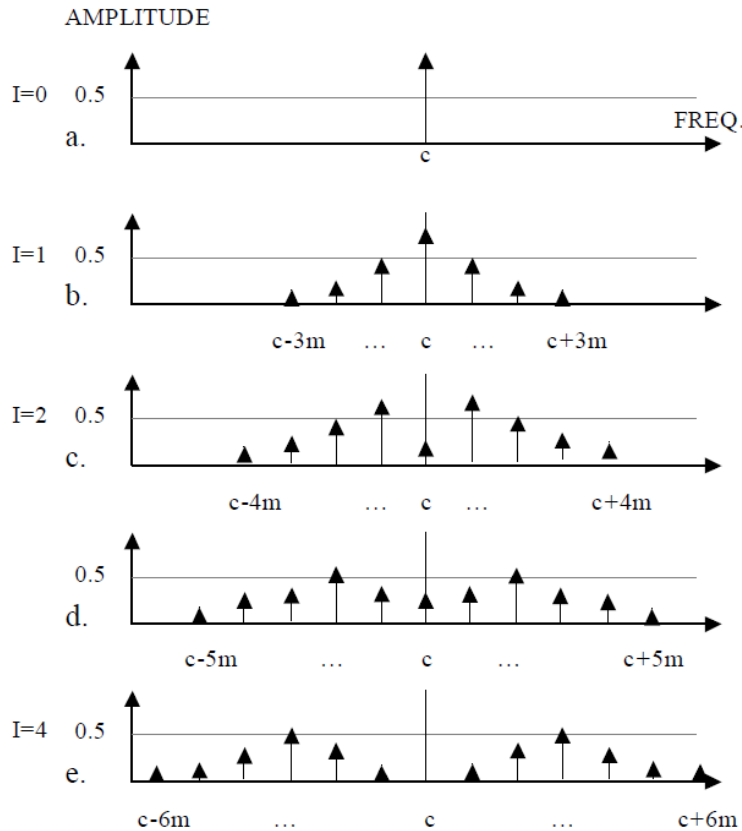 AMPLITUDE
I=0 0.5
FREQ.
a.
c
I=1 0.5
b.
c-3m ... c ... c+3m
I=2 0.5
c.
c-4m ... c ... c+4m
0.5
d.
c-5m ... c ... c+5m
I=4 0.5
e.
c-6m ... c ... c+6m